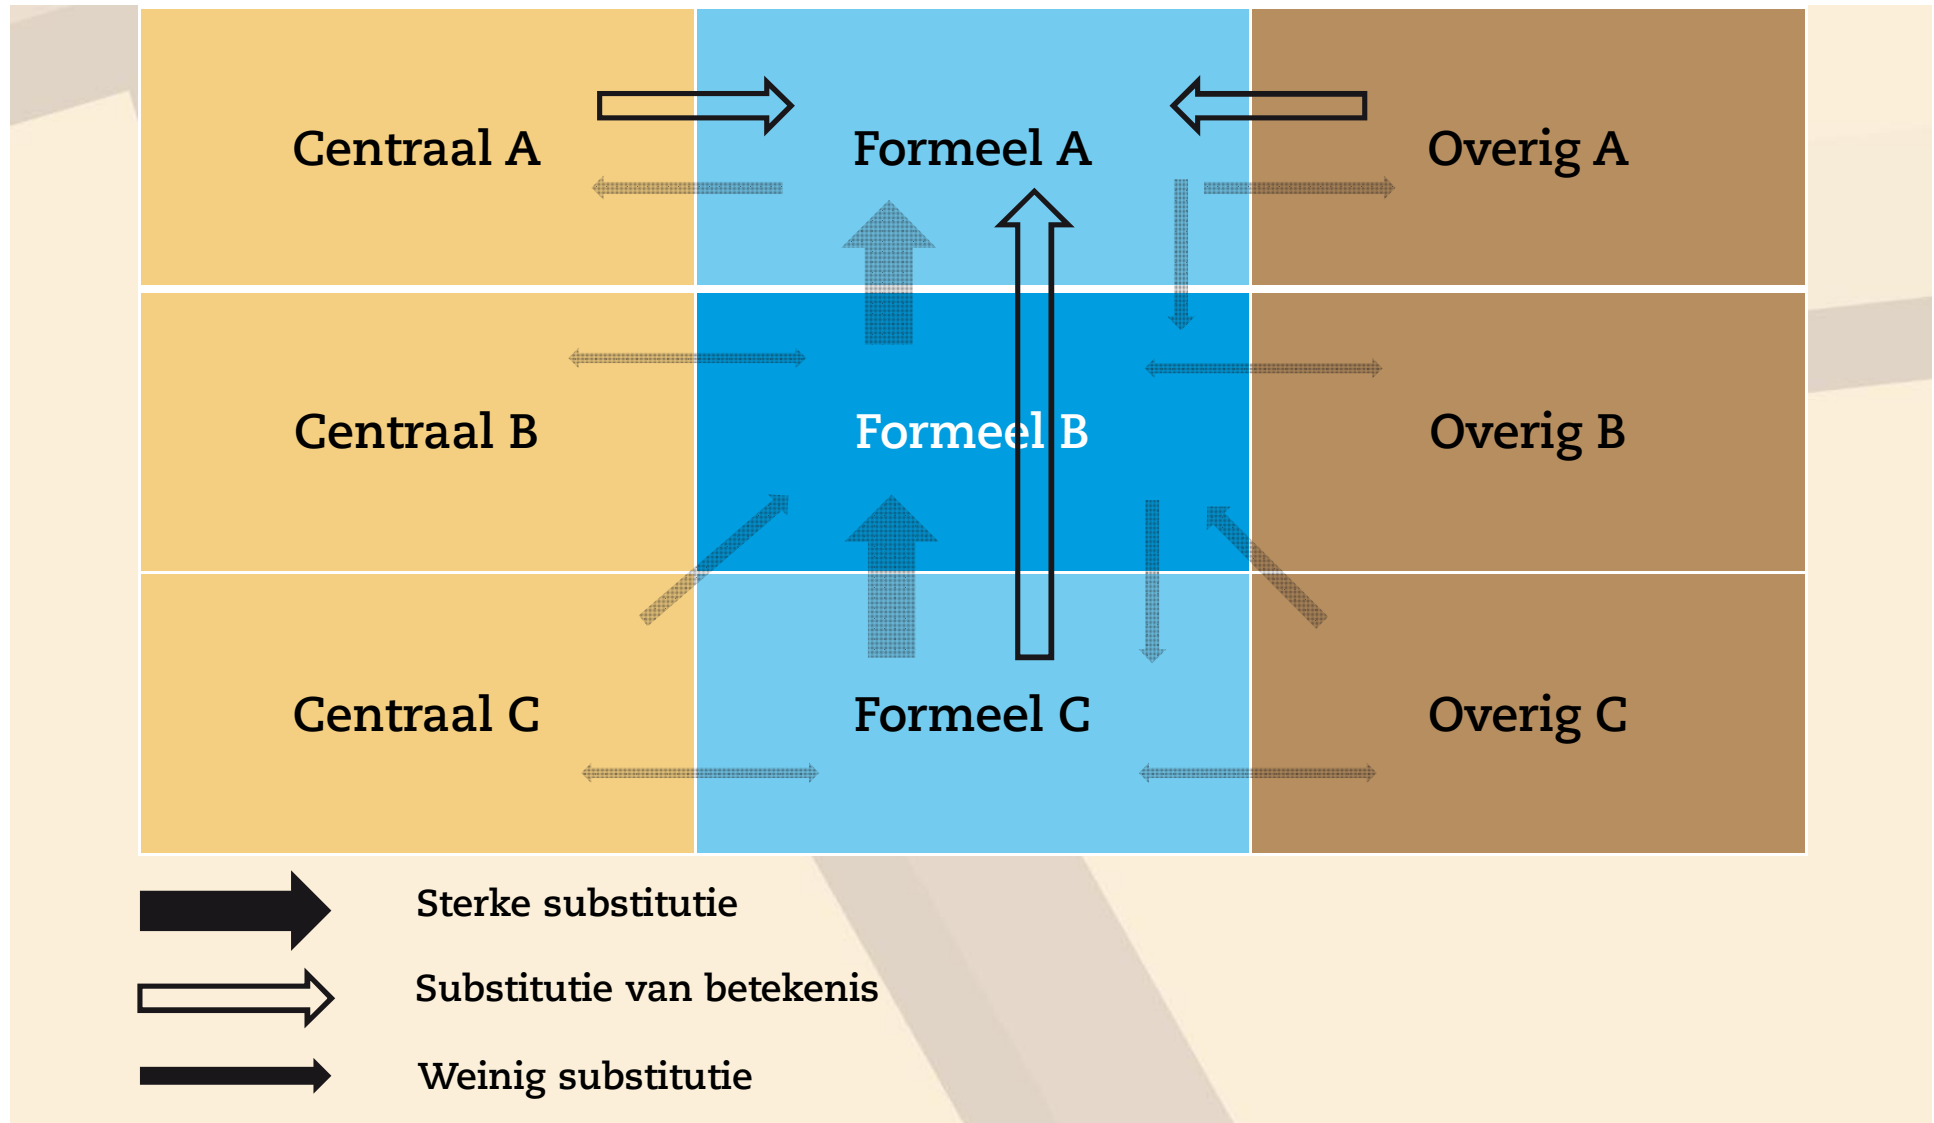 Centraal A
Formeel A
Overig A
Centraal B
Formeel B
Overig B
Centraal C
Formeel C
Overig C
Sterke substitutie
Substitutie van betekenis
Weinig substitutie